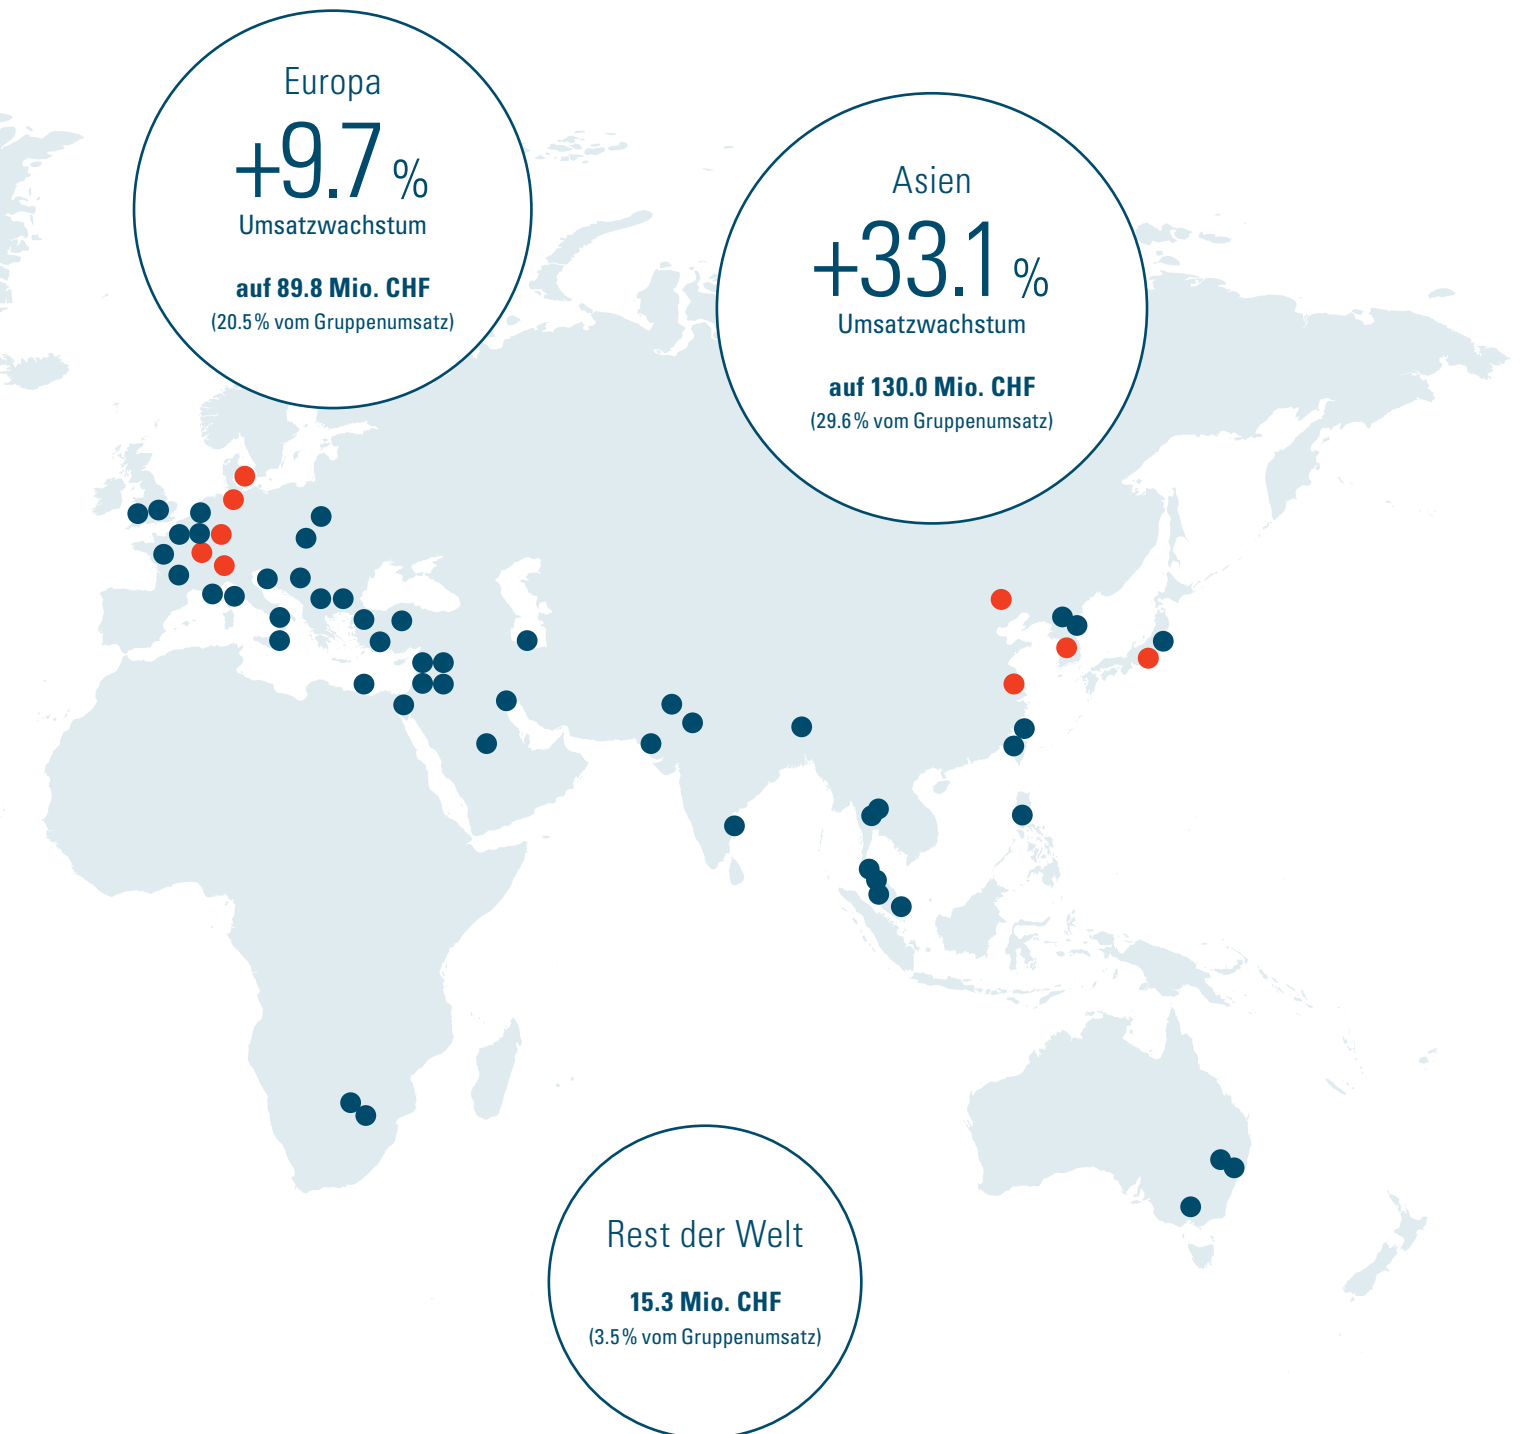 Europa
+9.7 %
Umsatzwachstum
auf 89.8 Mio. CHF
(20.5% vom Gruppenumsatz)
Asien
+33.1 %
Umsatzwachstum
auf 130.0 Mio. CHF
(29.6% vom Gruppenumsatz)
Rest der Welt
15.3 Mio. CHF
(3.5% vom Gruppenumsatz)